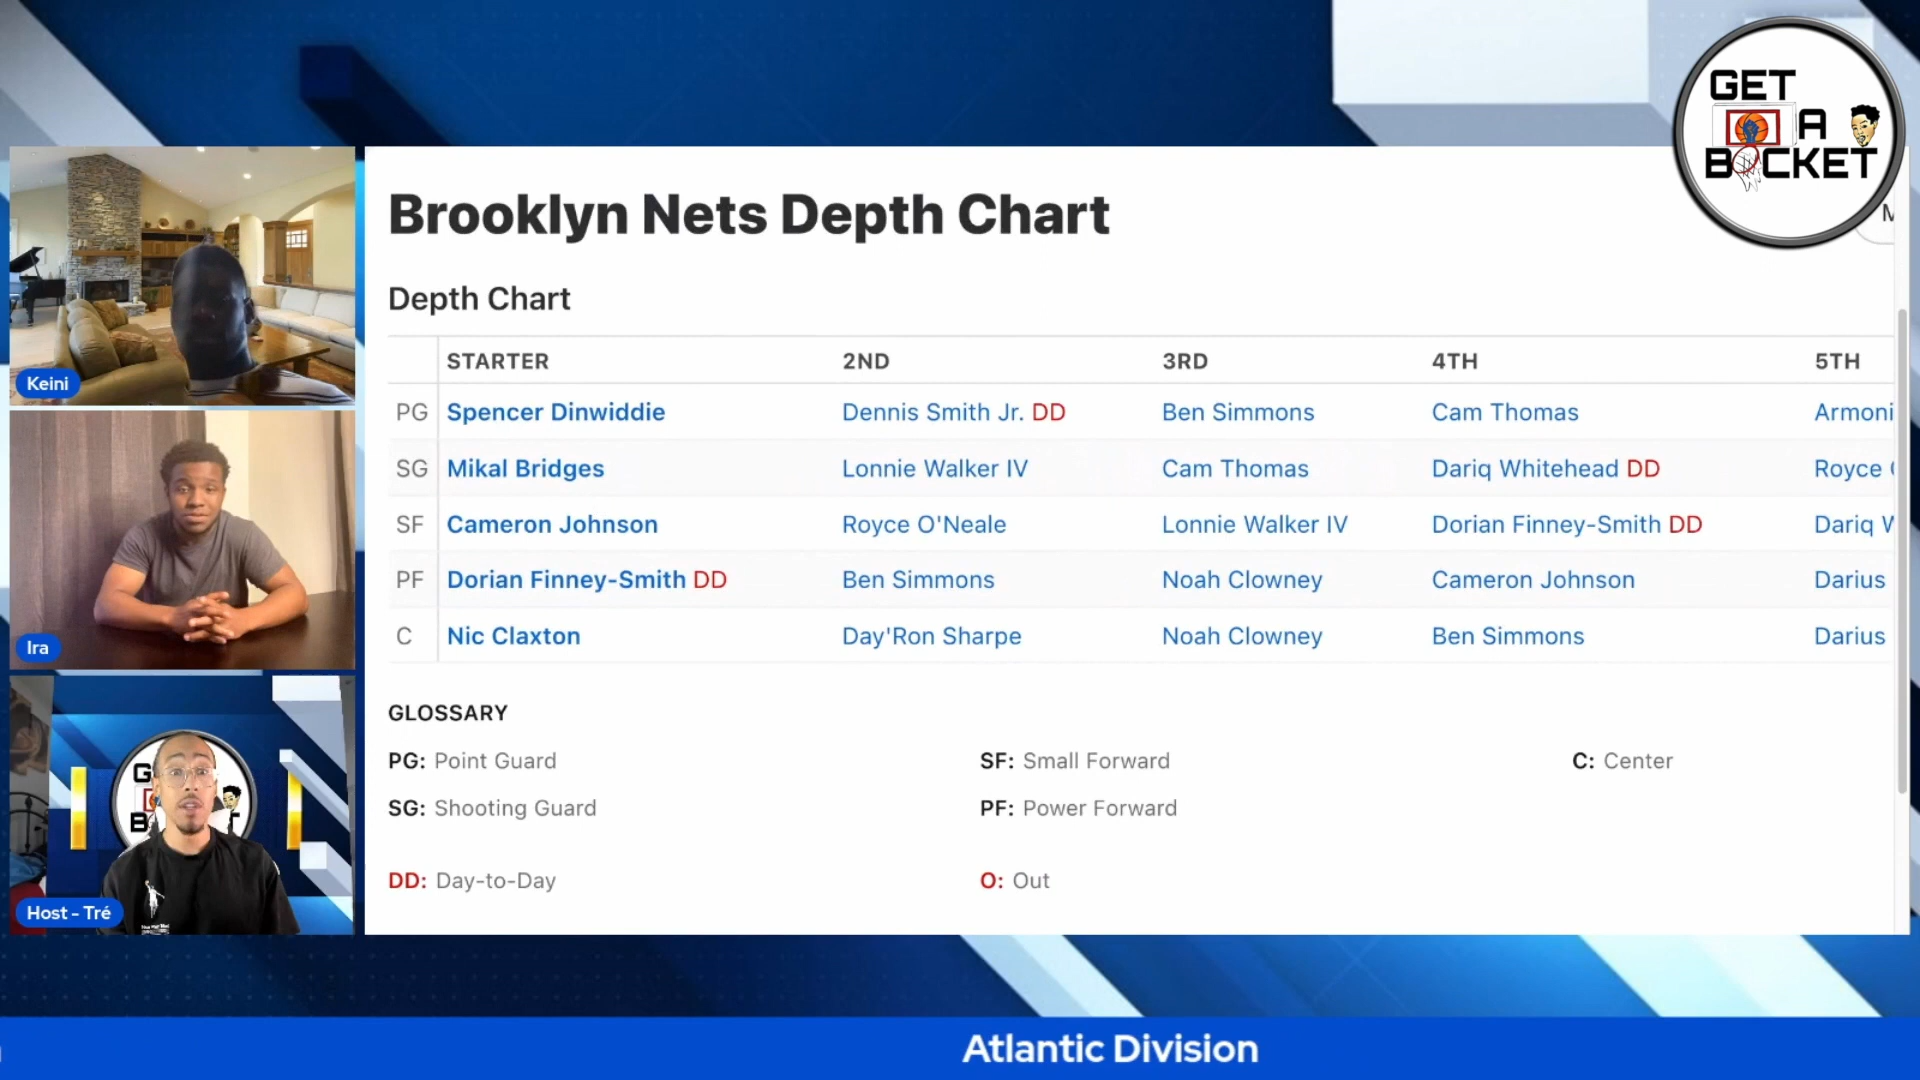 GET
A
BUCKET
Keini
Ira
Host - Tré
Brooklyn Nets Depth Chart
Depth Chart
STARTER 2ND 3RD 4TH 5TH
PG Spencer Dinwiddie Dennis Smith Jr. DD Ben Simmons Cam Thomas Armoni
SG Mikal Bridges Lonnie Walker IV Cam Thomas Dariq Whitehead DD Royce
SF Cameron Johnson Royce O'Neale Lonnie Walker IV Dorian Finney-Smith DD Dariq
PF Dorian Finney-Smith DD Ben Simmons Noah Clowney Cameron Johnson Darius
C Nic Claxton Day'Ron Sharpe Noah Clowney Ben Simmons Darius
GLOSSARY
PG: Point Guard SF: Small Forward C: Center
SG: Shooting Guard PF: Power Forward
DD: Day-to-Day O: Out
Atlantic Division